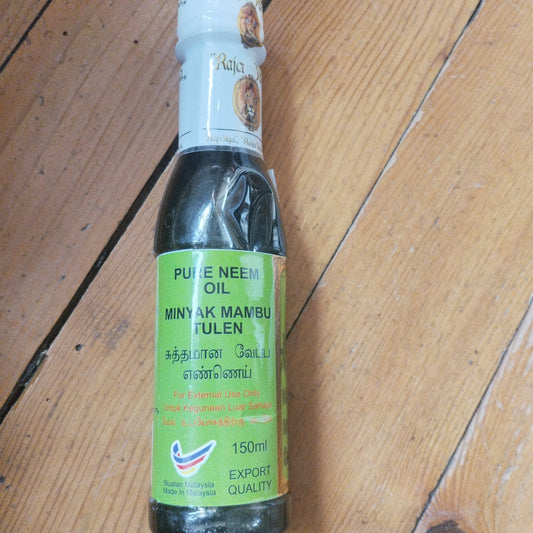 Raja
"Raja
PURE NEEM
OIL
MINYAK MAMBU
TULEN
சுத்தமான வேப்ப
எண்ணெய்
For External Use Only
Untuk Kegunaan Luar Sahaja
150ml
Buatan Malaysia
Made In Malaysia
EXPORT
QUALITY